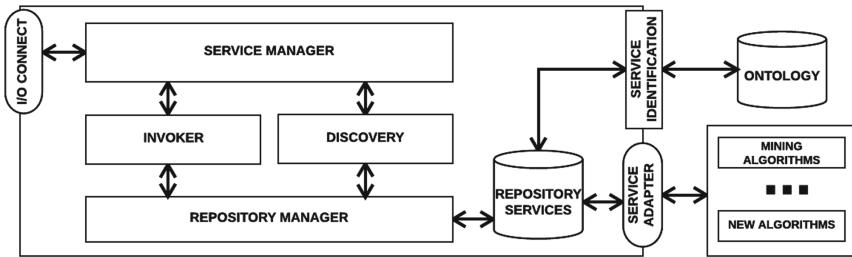 I/O CONNECT
SERVICE MANAGER
INVOKER
DISCOVERY
REPOSITORY MANAGER
REPOSITORY
SERVICES
SERVICE
IDENTIFICATION
SERVICE
ADAPTER
ONTOLOGY
MINING
ALGORITHMS
NEW ALGORITHMS